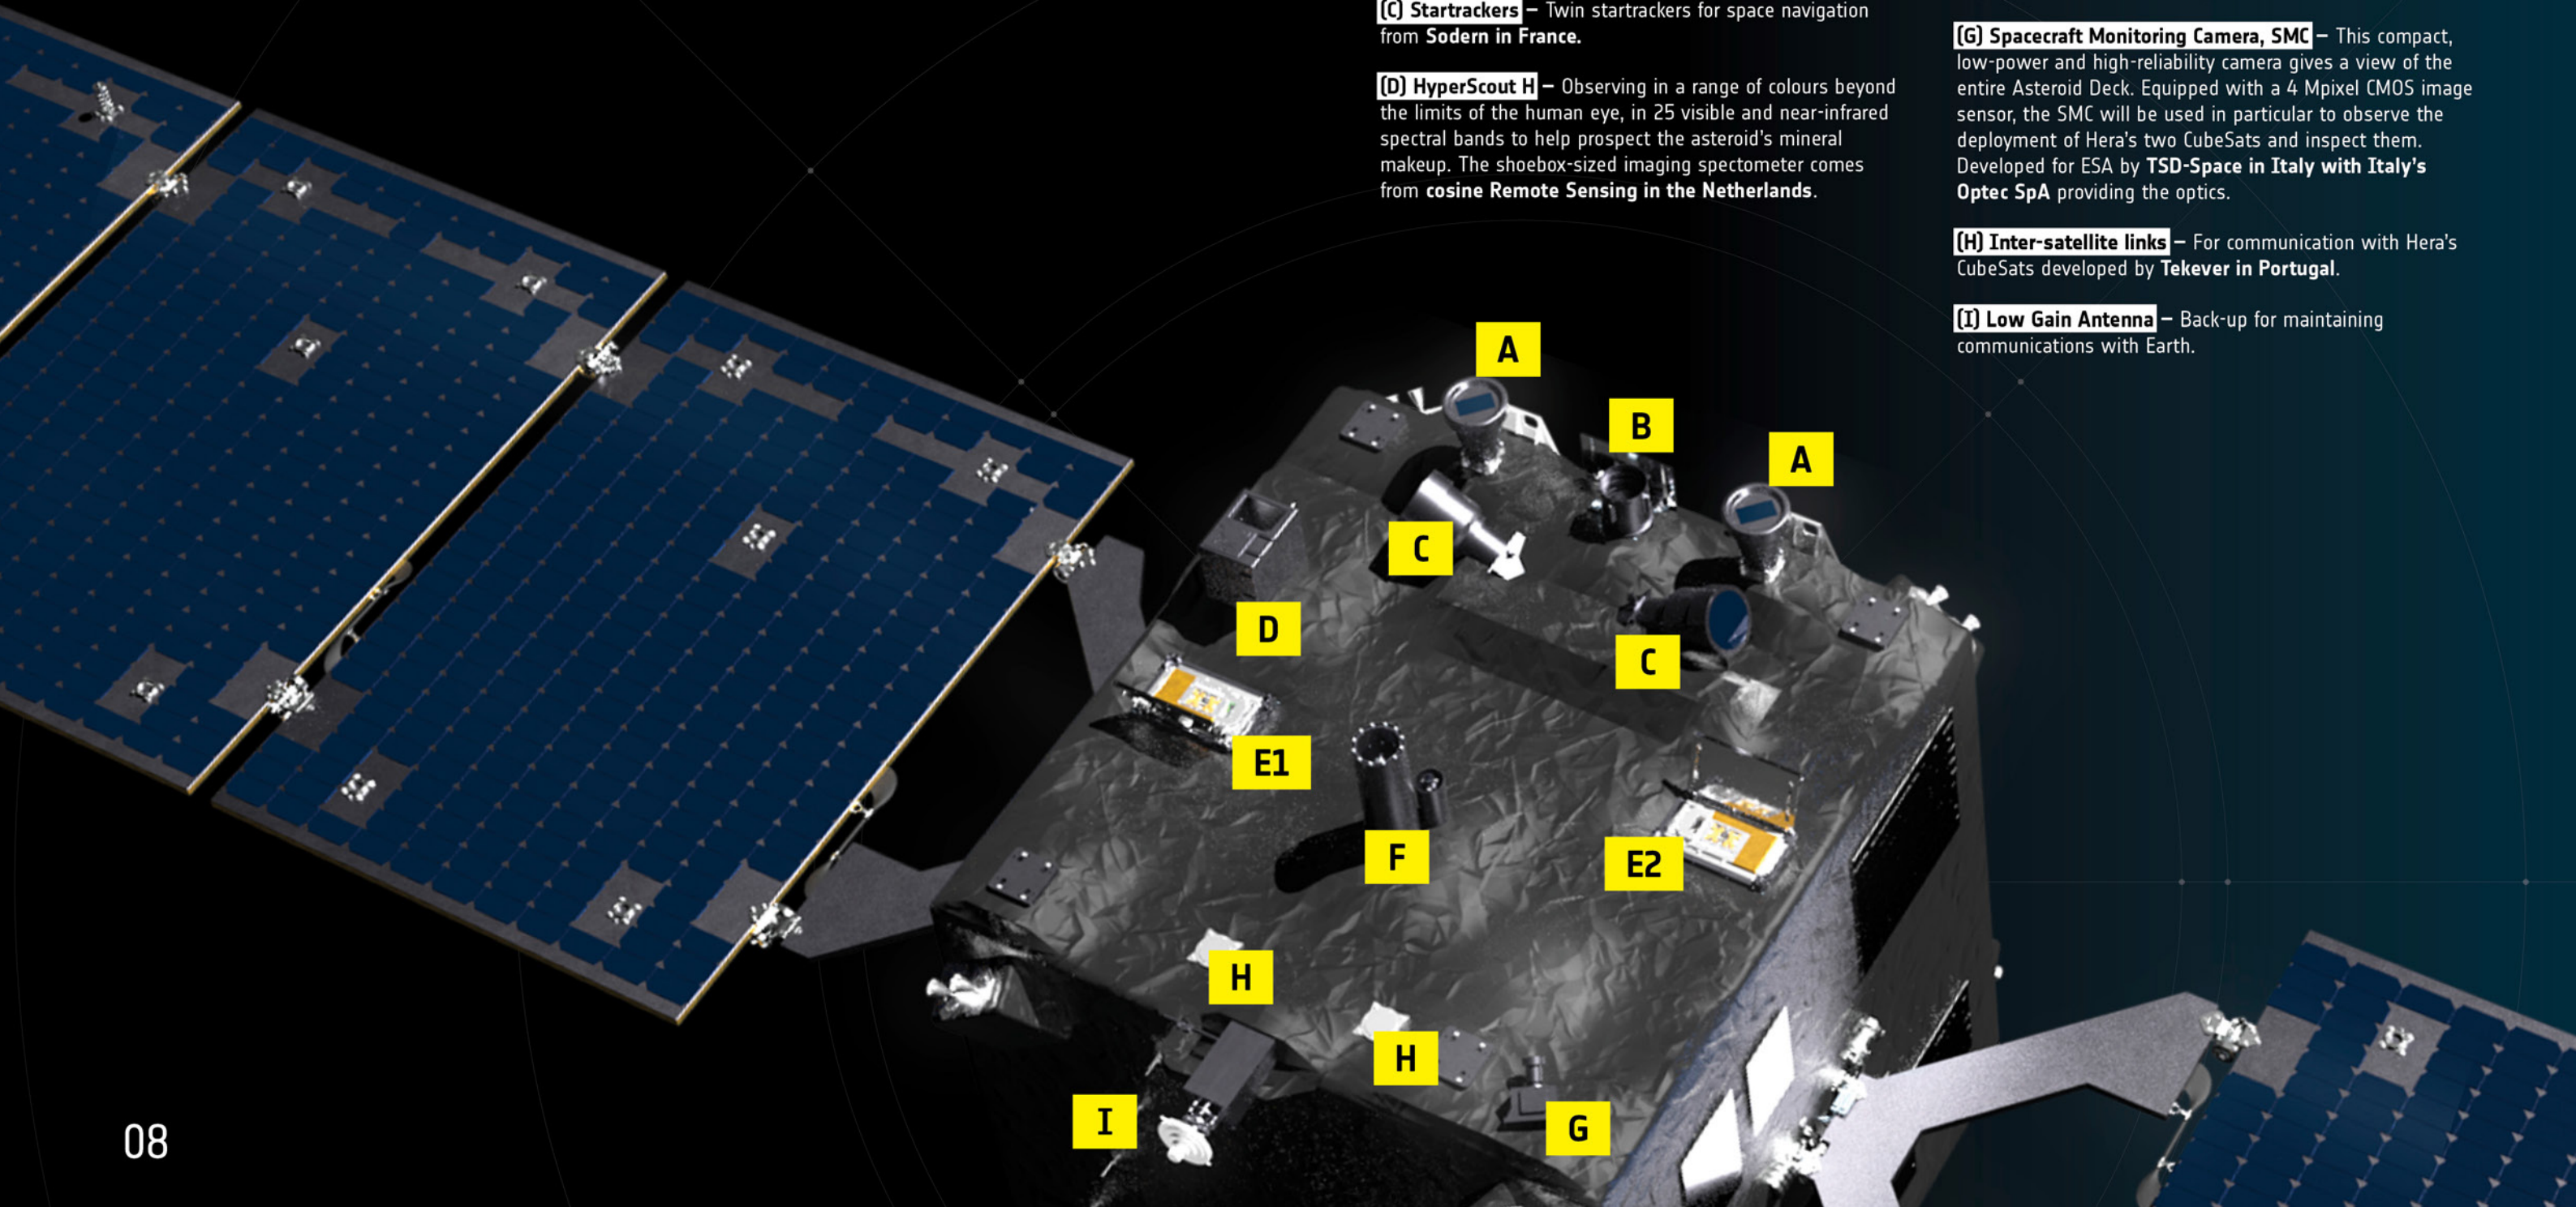 (C) Startrackers – Twin startrackers for space navigation
from Sodern in France.
(D) HyperScout H – Observing in a range of colours beyond
the limits of the human eye, in 25 visible and near-infrared
spectral bands to help prospect the asteroid's mineral
makeup. The shoebox-sized imaging spectometer comes
from cosine Remote Sensing in the Netherlands.
(G) Spacecraft Monitoring Camera, SMC – This compact,
low-power and high-reliability camera gives a view of the
entire Asteroid Deck. Equipped with a 4 Mpixel CMOS image
sensor, the SMC will be used in particular to observe the
deployment of Hera's two CubeSats and inspect them.
Developed for ESA by TSD-Space in Italy with Italy's
Optec SpA providing the optics.
(H) Inter-satellite links – For communication with Hera's
CubeSats developed by Tekever in Portugal.
(I) Low Gain Antenna – Back-up for maintaining
communications with Earth.
A
B
A
C
D
C
E1
F
E2
H
H
I
G
08